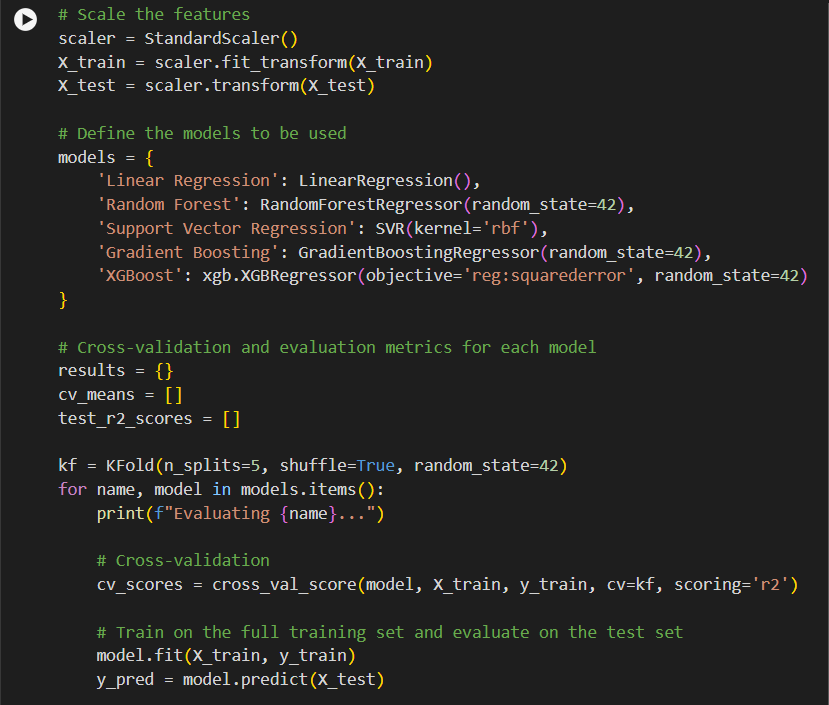 # Scale the features
scaler = StandardScaler()
X_train = scaler.fit_transform(X_train)
X_test = scaler.transform(X_test)
# Define the models to be used
models = {
    'Linear Regression': LinearRegression(),
    'Random Forest': RandomForestRegressor(random_state=42),
    'Support Vector Regression': SVR(kernel='rbf'),
    'Gradient Boosting': GradientBoostingRegressor(random_state=42),
    'XGBoost': xgb.XGBRegressor(objective='reg:squarederror', random_state=42)
}
# Cross-validation and evaluation metrics for each model
results = {}
cv_means = []
test_r2_scores = []
kf = KFold(n_splits=5, shuffle=True, random_state=42)
for name, model in models.items():
    print(f"Evaluating {name}...")
    # Cross-validation
    cv_scores = cross_val_score(model, X_train, y_train, cv=kf, scoring='r2')
    # Train on the full training set and evaluate on the test set
    model.fit(X_train, y_train)
    y_pred = model.predict(X_test)